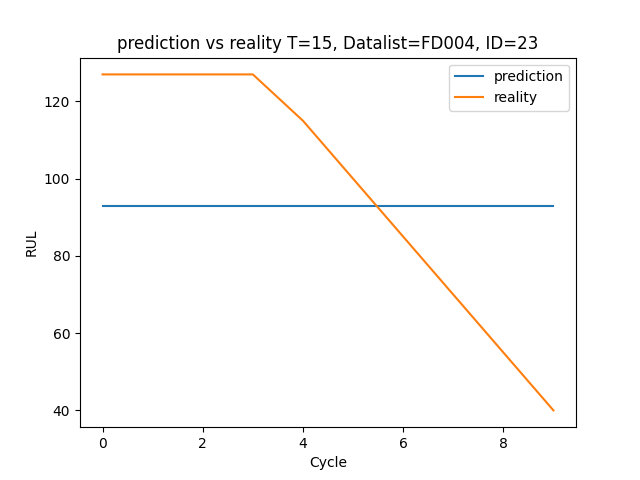 prediction vs reality T=15, Datalist=FD004, ID=23
prediction
reality
120
100
80
60
40
RUL
0 2 4 6 8
Cycle